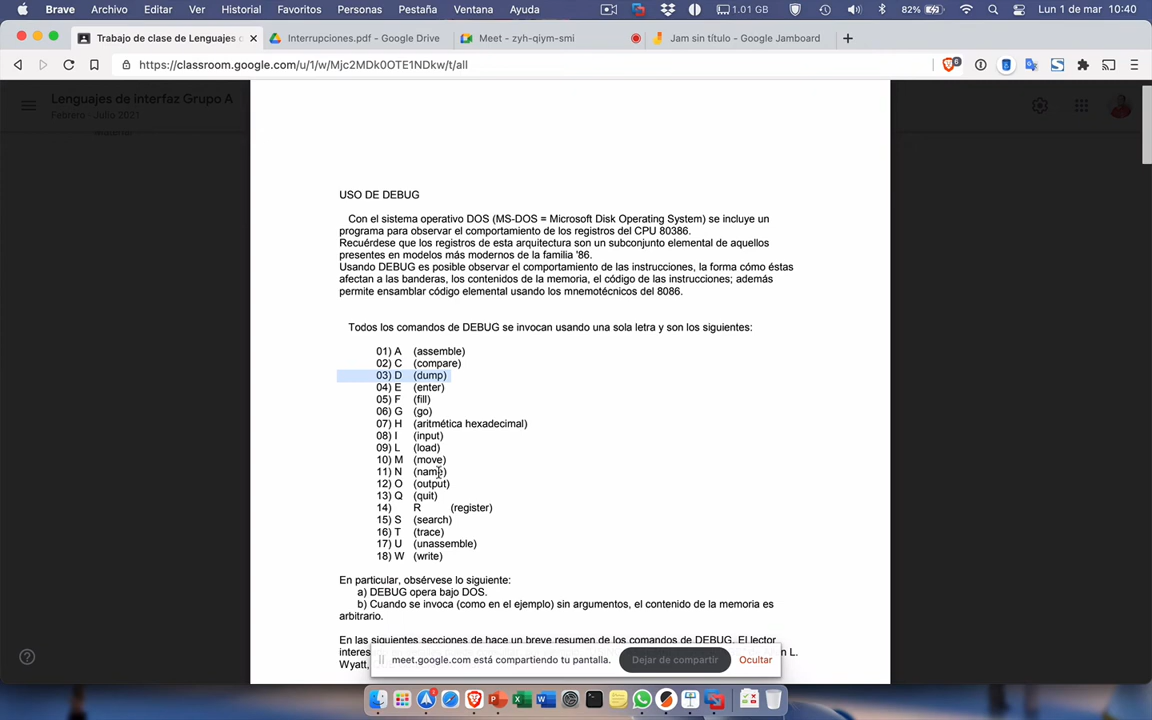 Brave Archivo Editar Ver Historial Favoritos Personas Pestaña Ventana Ayuda 1.01 GB 82% Lun 1 de mar 10:40
Trabajo de clase de Lenguajes Interrupciones.pdf - Google Drive Meet - zyh-qiym-smi Jam sin título - Google Jamboard
https://classroom.google.com/u/1/w/Mjc2MDk0OTE1NDkw/t/all 6
Lenguajes de interfaz Grupo A
Febrero - Julio 2021
USO DE DEBUG
Con el sistema operativo DOS (MS-DOS = Microsoft Disk Operating System) se incluye un
programa para observar el comportamiento de los registros del CPU 80386.
Recuérdese que los registros de esta arquitectura son un subconjunto elemental de aquellos
presentes en modelos más modernos de la familia '86.
Usando DEBUG es posible observar el comportamiento de las instrucciones, la forma cómo éstas
afectan a las banderas, los contenidos de la memoria, el código de las instrucciones; además
permite ensamblar código elemental usando los mnemotécnicos del 8086.
Todos los comandos de DEBUG se invocan usando una sola letra y son los siguientes:
01) A (assemble)
02) C (compare)
03) D (dump)
04) E (enter)
05) F (fill)
06) G (go)
07) H (aritmética hexadecimal)
08) I (input)
09) L (load)
10) M (move)
11) N (name)
12) O (output)
13) Q (quit)
14) R (register)
15) S (search)
16) T (trace)
17) U (unassemble)
18) W (write)
En particular, obsérvese lo siguiente:
a) DEBUG opera bajo DOS.
b) Cuando se invoca (como en el ejemplo) sin argumentos, el contenido de la memoria es
arbitrario.
En las siguientes secciones de hace un breve resumen de los comandos de DEBUG. El lector
L.
Wyatt,
meet.google.com está compartiendo tu pantalla. Dejar de compartir Ocultar